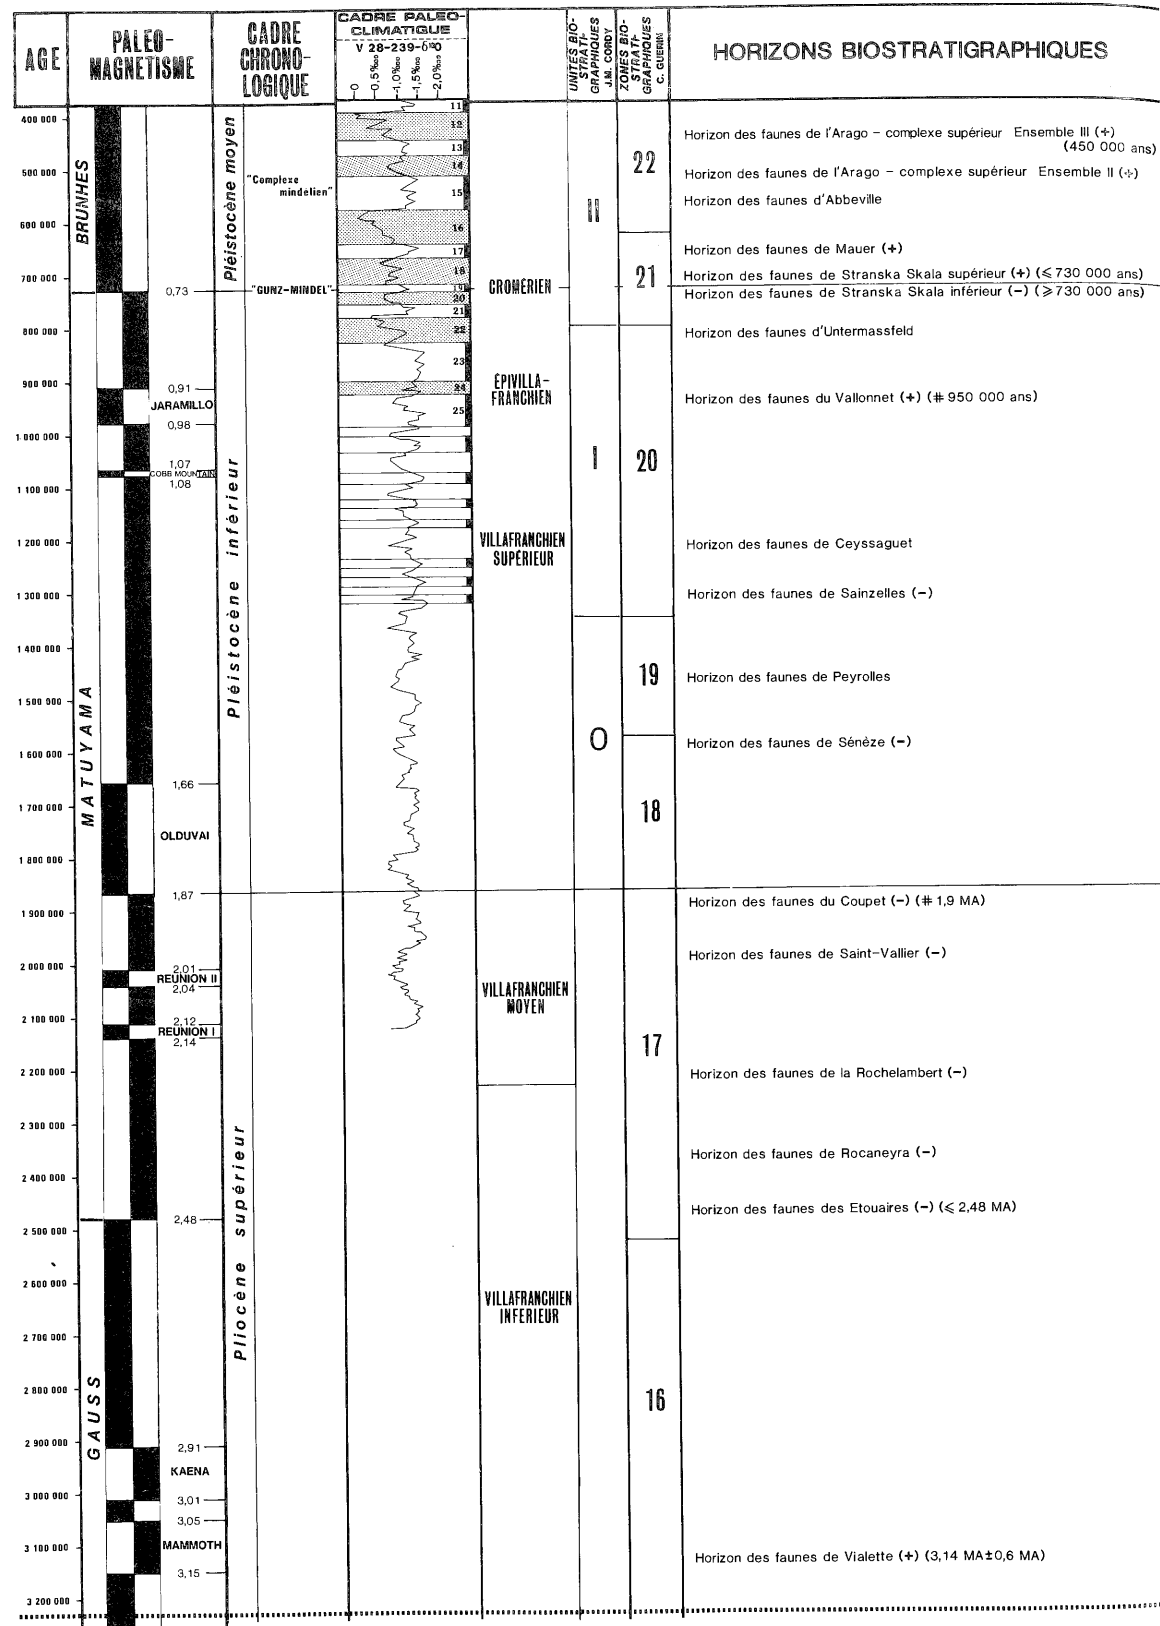 AGE
PALEO-
MAGNETISME
CADRE
CHRONO-
LOGIQUE
CADRE PALEO-
CLIMATIQUE
V 28-239-δ¹⁸O
0
0,5‰
1,0‰
1,5‰
2,0‰
UNITES BIO-
STRATI-
GRAPHIQUES
J.M. CORDY
ZONES BIO-
STRATI-
GRAPHIQUES
C. GUERIN
HORIZONS BIOSTRATIGRAPHIQUES
400 000
500 000
600 000
700 000
800 000
900 000
1 000 000
1 100 000
1 200 000
1 300 000
1 400 000
1 500 000
1 600 000
1 700 000
1 800 000
1 900 000
2 000 000
2 100 000
2 200 000
2 300 000
2 400 000
2 500 000
2 600 000
2 700 000
2 800 000
2 900 000
3 000 000
3 100 000
3 200 000
BRUNHES
MATUYAMA
GAUSS
0,73
0,91
JARAMILLO
0,98
1,07
COBB MOUNTAIN
1,08
1,66
OLDUVAI
1,87
2,01
REUNION II
2,04
2,12
REUNION I
2,14
2,48
2,91
KAENA
3,01
3,05
MAMMOTH
3,15
Pléistocène moyen
Pléistocène inférieur
Pliocène supérieur
"Complexe
mindélien"
"GUNZ-MINDEL"
11
12
13
14
15
16
17
18
19
20
21
22
23
24
25
CROMÉRIEN
ÉPIVILLA-
FRANCHIEN
VILLAFRANCHIEN
SUPÉRIEUR
VILLAFRANCHIEN
MOYEN
VILLAFRANCHIEN
INFERIEUR
II
I
O
22
21
20
19
18
17
16
Horizon des faunes de l'Arago - complexe supérieur Ensemble III (+)
(450 000 ans)
Horizon des faunes de l'Arago - complexe supérieur Ensemble II (+)
Horizon des faunes d'Abbeville
Horizon des faunes de Mauer (+)
Horizon des faunes de Stranska Skala supérieur (+) (⩽ 730 000 ans)
Horizon des faunes de Stranska Skala inférieur (-) (⩾ 730 000 ans)
Horizon des faunes d'Untermassfeld
Horizon des faunes du Vallonnet (+) (# 950 000 ans)
Horizon des faunes de Ceyssaguet
Horizon des faunes de Sainzelles (-)
Horizon des faunes de Peyrolles
Horizon des faunes de Sénèze (-)
Horizon des faunes du Coupet (-) (# 1,9 MA)
Horizon des faunes de Saint-Vallier (-)
Horizon des faunes de la Rochelambert (-)
Horizon des faunes de Rocaneyra (-)
Horizon des faunes des Etouaires (-) (⩽ 2,48 MA)
Horizon des faunes de Vialette (+) (3,14 MA±0,6 MA)